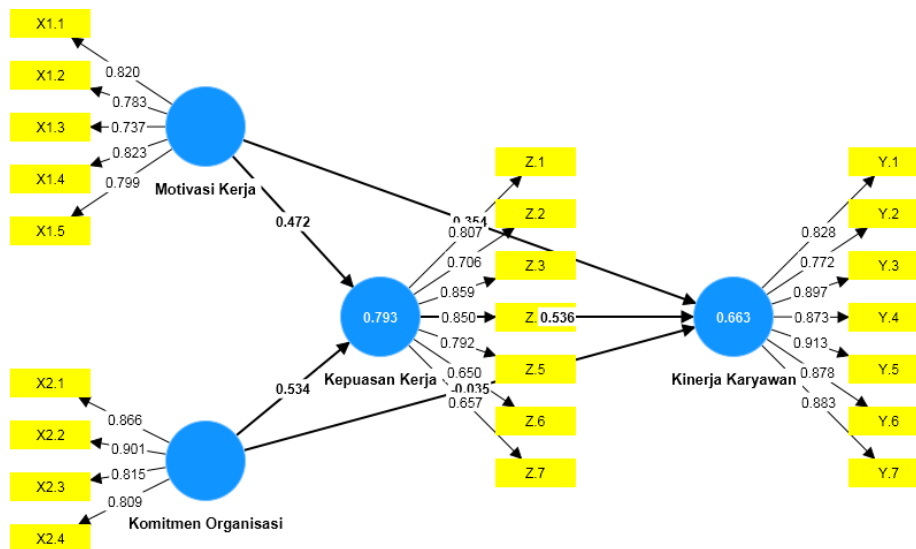 X1.1
X1.2
X1.3
X1.4
X1.5
0.820
0.783
0.737
0.823
0.799
Motivasi Kerja
0.472
0.354
X2.1
X2.2
X2.3
X2.4
0.866
0.901
0.815
0.809
Komitmen Organisasi
0.534
-0.035
0.793
Kepuasan Kerja
0.807
0.706
0.859
0.850
0.792
0.650
0.657
Z.1
Z.2
Z.3
Z.
Z.5
Z.6
Z.7
0.536
0.663
Kinerja Karyawan
0.828
0.772
0.897
0.873
0.913
0.878
0.883
Y.1
Y.2
Y.3
Y.4
Y.5
Y.6
Y.7